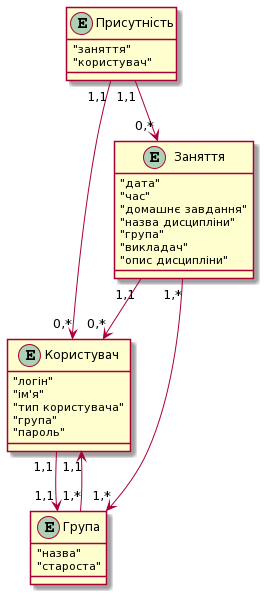 E Присутність
"заняття"
"користувач"
1,1 1,1
0,*
E Заняття
"дата"
"час"
"домашнє завдання"
"назва дисципліни"
"група"
"викладач"
"опис дисципліни"
1,1 1,*
0,* 0,*
E Користувач
"логін"
"ім'я"
"тип користувача"
"група"
"пароль"
1,1 1,1
1,1 1,* 1,*
E Група
"назва"
"староста"